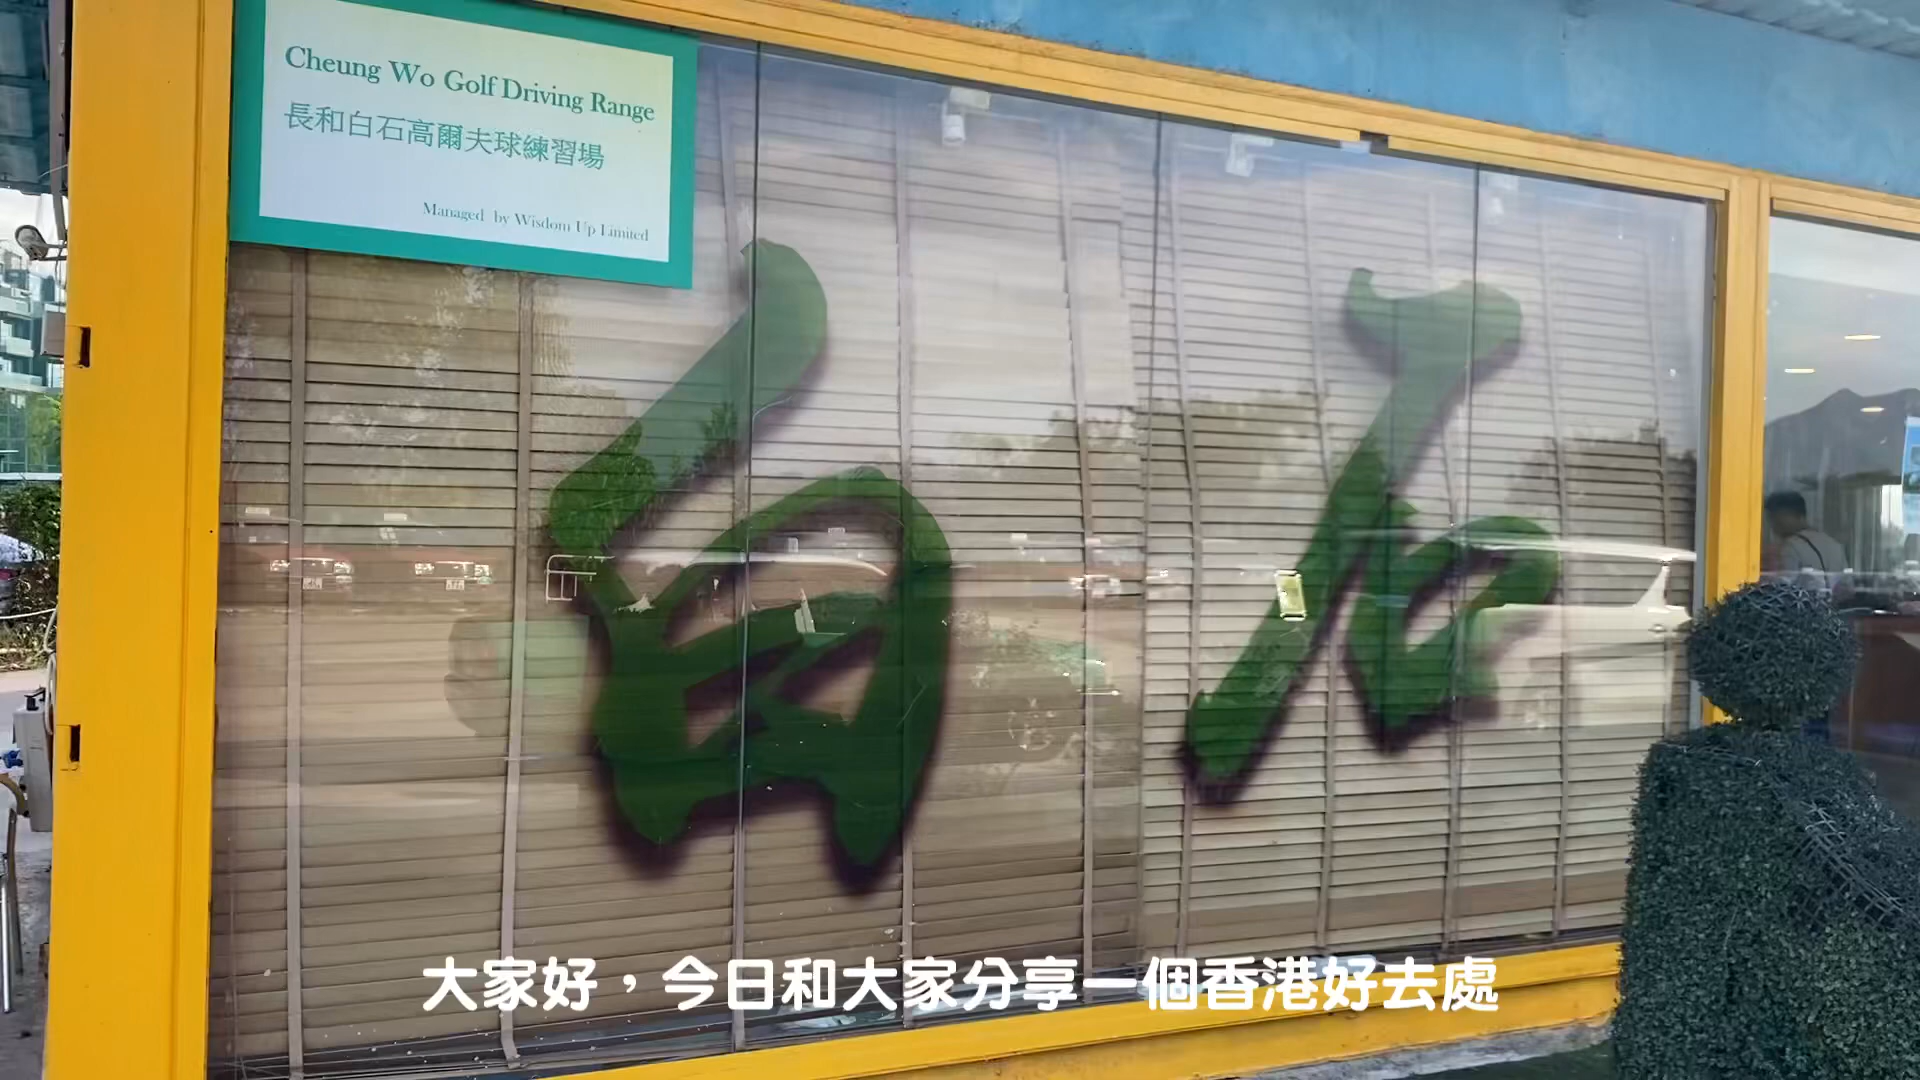 Cheung Wo Golf Driving Range
長和白石高爾夫球練習場
Managed by Wisdom Up Limited
白石
大家好，今日和大家分享一個香港好去處